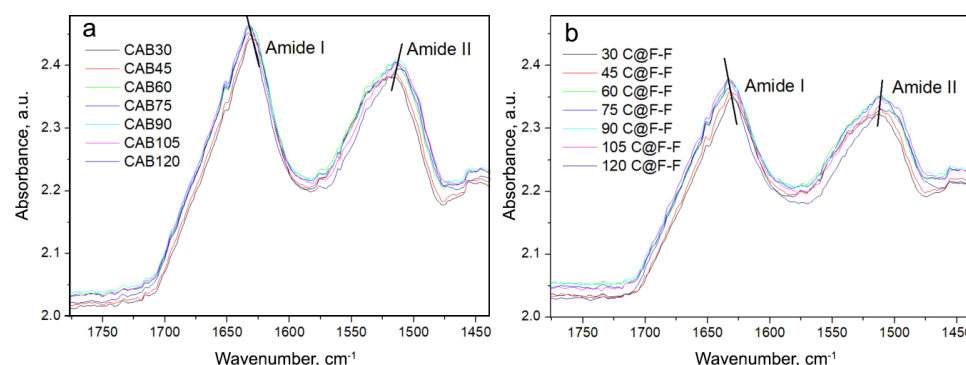 a
CAB30
CAB45
CAB60
CAB75
CAB90
CAB105
CAB120
Amide I
Amide II
2.4
2.3
2.2
2.1
2.0
Absorbance, a.u.
1750 1700 1650 1600 1550 1500 1450
Wavenumber, cm⁻¹
b
30 C@F-F
45 C@F-F
60 C@F-F
75 C@F-F
90 C@F-F
105 C@F-F
120 C@F-F
Amide I
Amide II
2.4
2.3
2.2
2.1
2.0
Absorbance, a.u.
1750 1700 1650 1600 1550 1500 1450
Wavenumber, cm⁻¹